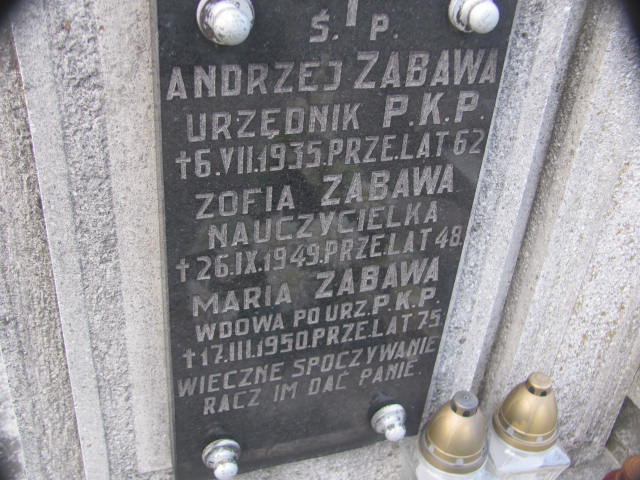 Ś. P.
ANDRZEJ ZABAWA
URZĘDNIK P.K.P.
†6.VII.1935.PRZE.LAT 62
ZOFIA ZABAWA
NAUCZYCIELKA
†26.IX.1949.PRZE.LAT 48.
MARIA ZABAWA
WDOWA PO URZ.P.K.P.
†17.III.1950.PRZE.LAT 75
WIECZNE SPOCZYWANIE
RACZ IM DAĆ PANIE.